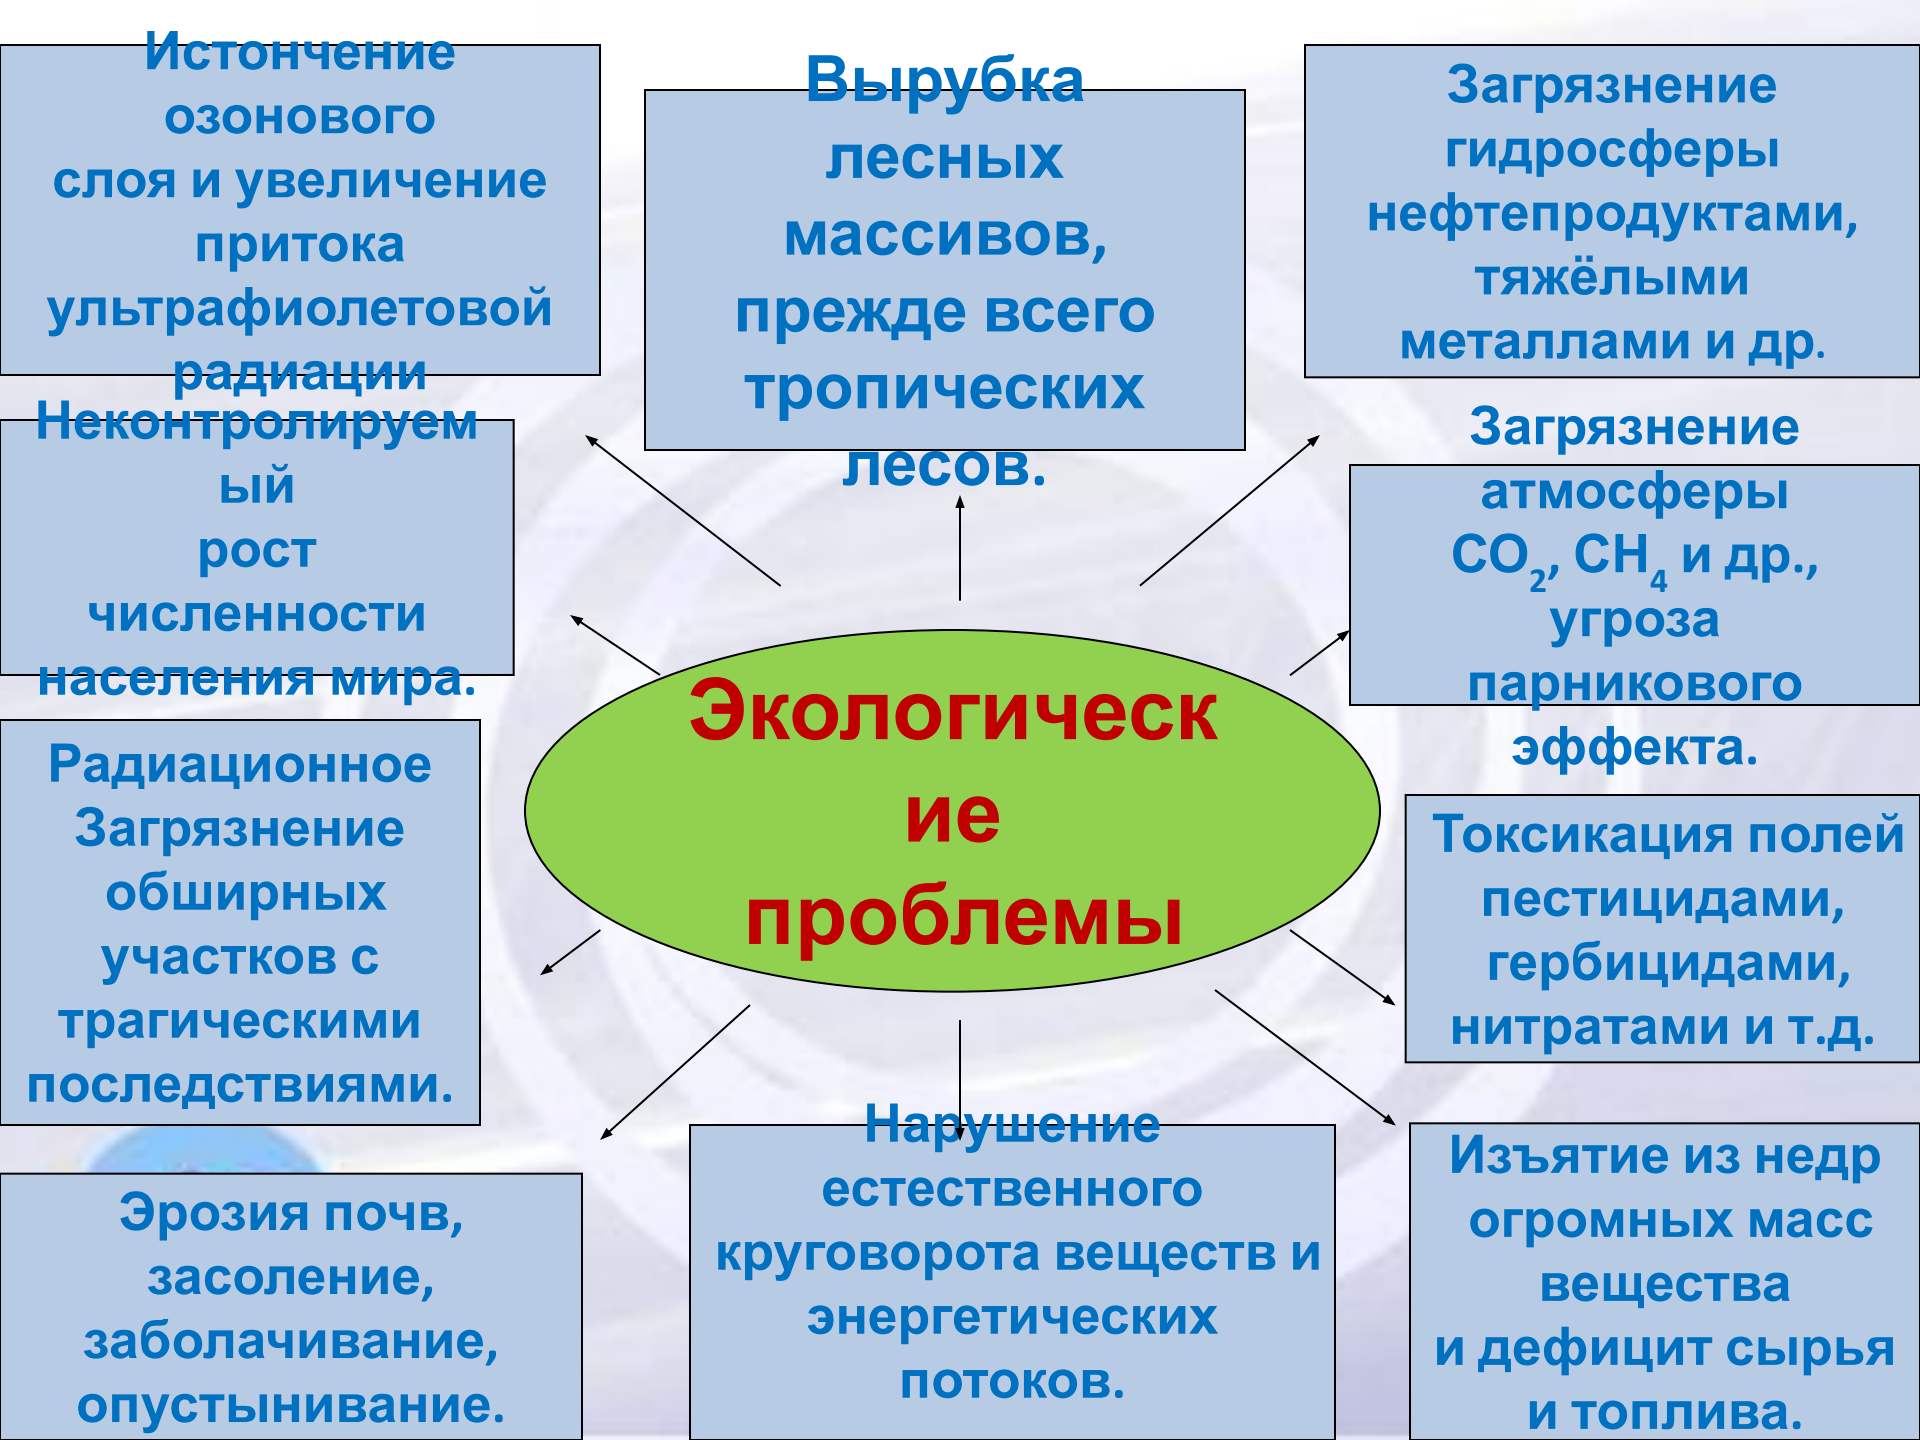 Истончение
озонового
слоя и увеличение
притока
ультрафиолетовой
радиации
Вырубка
лесных
массивов,
прежде всего
тропических
лесов.
Загрязнение
гидросферы
нефтепродуктами,
тяжёлыми
металлами и др.
Неконтролируем
ый
рост
численности
населения мира.
Загрязнение
атмосферы
СО2, СН4 и др.,
угроза
парникового
эффекта.
Экологическ
ие
проблемы
Радиационное
Загрязнение
обширных
участков с
трагическими
последствиями.
Токсикация полей
пестицидами,
гербицидами,
нитратами и т.д.
Эрозия почв,
засоление,
заболачивание,
опустынивание.
Нарушение
естественного
круговорота веществ и
энергетических
потоков.
Изъятие из недр
огромных масс
вещества
и дефицит сырья
и топлива.